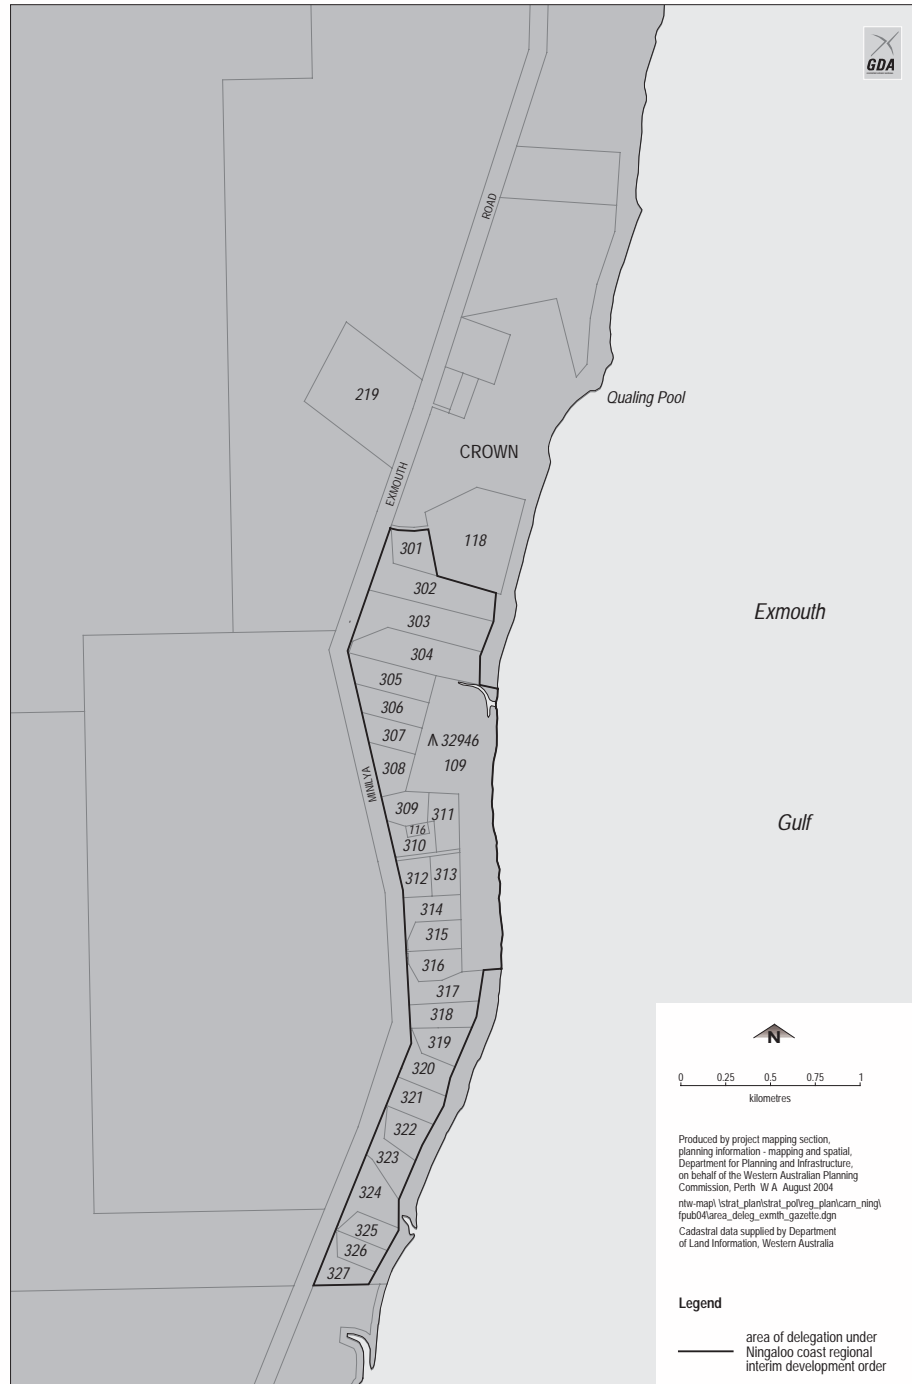 GDA
ROAD
219
Qualing Pool
CROWN
EXMOUTH
118
301
302
Exmouth
303
304
305
306
307
32946
109
308
MINILYA
309
311
Gulf
116
310
312
313
314
315
316
317
318
319
320
321
322
323
324
325
326
327
N
0 0.25 0.5 0.75 1
kilometres
Produced by project mapping section,
planning information - mapping and spatial,
Department for Planning and Infrastructure,
on behalf of the Western Australian Planning
Commission, Perth W A August 2004
ntw-map\ \strat_plan\strat_pol\reg_plan\carn_ning\
fpub04\area_deleg_exmth_gazette.dgn
Cadastral data supplied by Department
of Land Information, Western Australia
Legend
area of delegation under
Ningaloo coast regional
interim development order